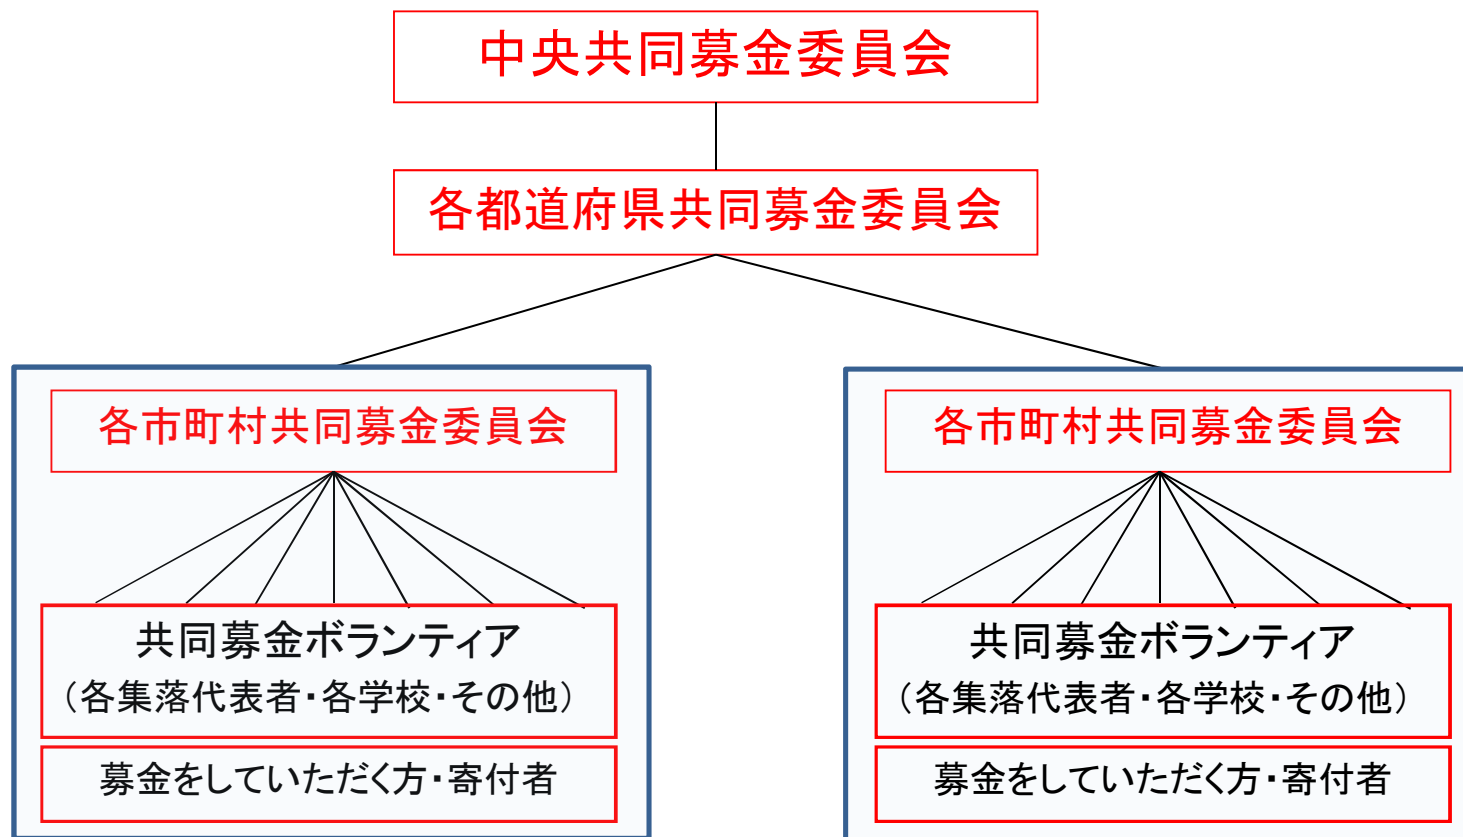 中央共同募金委員会
各都道府県共同募金委員会
各市町村共同募金委員会
共同募金ボランティア
（各集落代表者・各学校・その他）
募金をしていただく方・寄付者
各市町村共同募金委員会
共同募金ボランティア
（各集落代表者・各学校・その他）
募金をしていただく方・寄付者